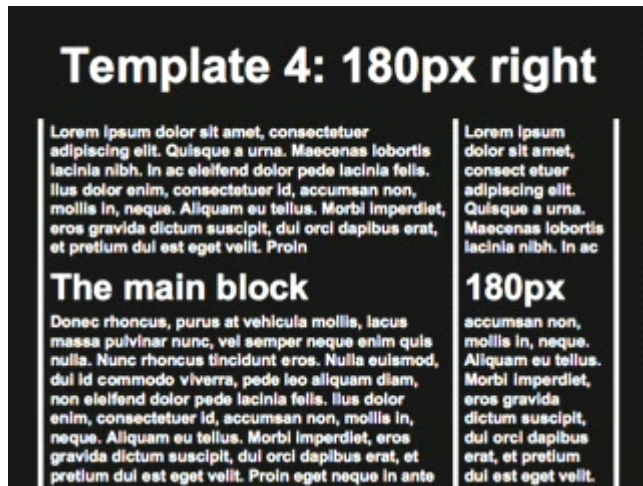 Template 4: 180px right
Lorem ipsum dolor sit amet, consectetuer
adipiscing elit. Quisque a urna. Maecenas lobortis
lacinia nibh. In ac eleifend dolor pede lacinia felis.
Ilus dolor enim, consectetuer id, accumsan non,
mollis in, neque. Aliquam eu tellus. Morbi imperdiet,
eros gravida dictum suscipit, dui orci dapibus erat,
et pretium dui est eget velit. Proin
The main block
Donec rhoncus, purus at vehicula mollis, lacus
massa pulvinar nunc, vel semper neque enim quis
nulla. Nunc rhoncus tincidunt eros. Nulla euismod,
dui id commodo viverra, pede leo aliquam diam,
non eleifend dolor pede lacinia felis. Ilus dolor
enim, consectetuer id, accumsan non, mollis in,
neque. Aliquam eu tellus. Morbi imperdiet, eros
gravida dictum suscipit, dui orci dapibus erat, et
pretium dui est eget velit. Proin eget neque in ante
Lorem ipsum
dolor sit amet,
consect etuer
adipiscing elit.
Quisque a urna.
Maecenas lobortis
lacinia nibh. In ac
180px
accumsan non,
mollis in, neque.
Aliquam eu tellus.
Morbi imperdiet,
eros gravida
dictum suscipit,
dui orci dapibus
erat, et pretium
dui est eget velit.